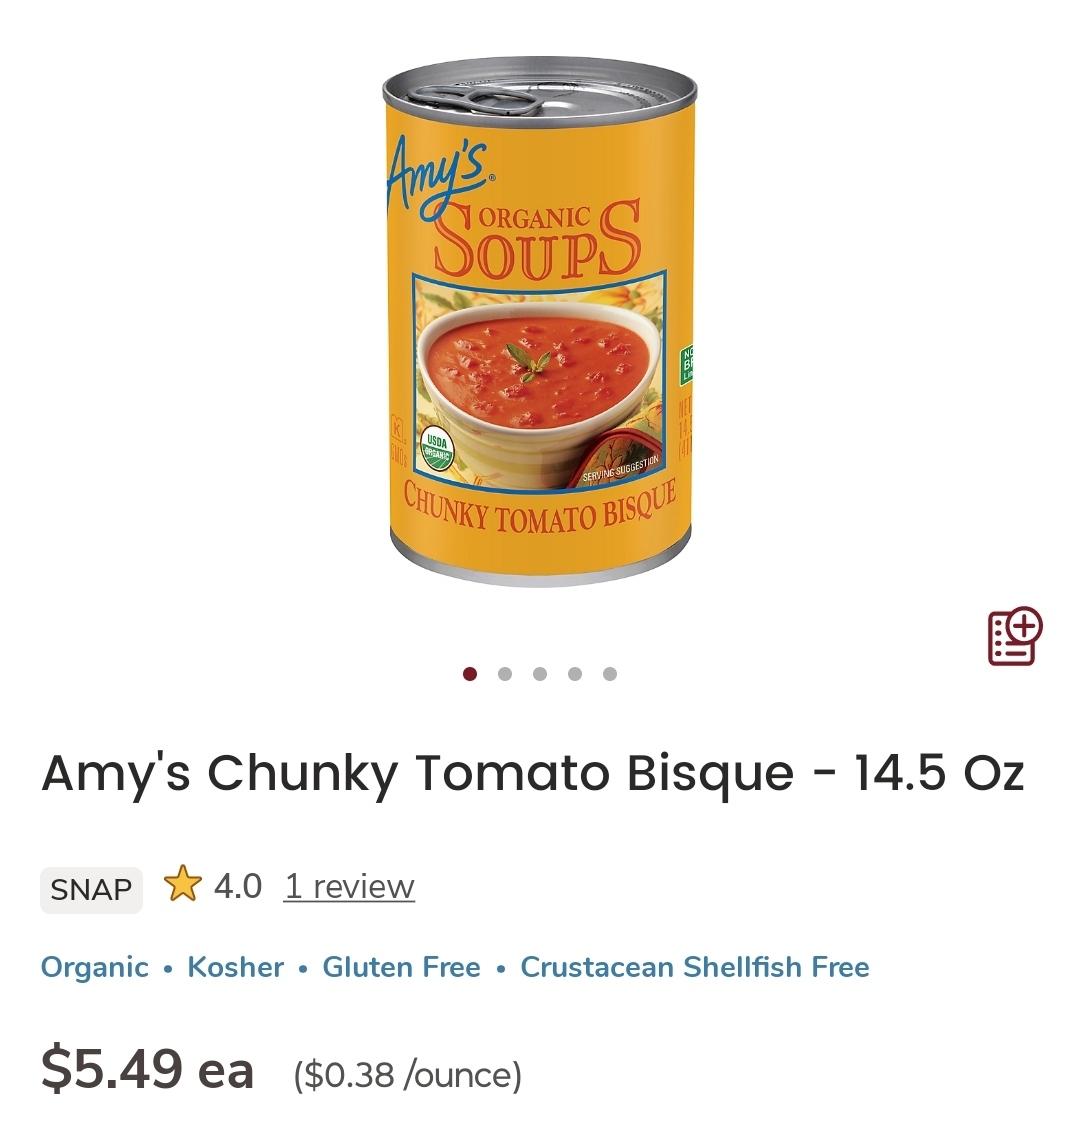 Amy's®
ORGANIC
SOUPS
USDA
ORGANIC
SERVING SUGGESTION
CHUNKY TOMATO BISQUE
Amy's Chunky Tomato Bisque - 14.5 Oz
SNAP 4.0 1 review
Organic • Kosher • Gluten Free • Crustacean Shellfish Free
$5.49 ea ($0.38 /ounce)